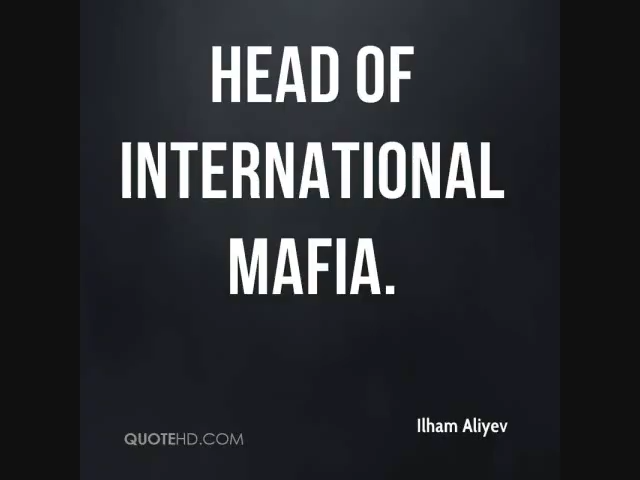 HEAD OF
INTERNATIONAL
MAFIA.
Ilham Aliyev
QUOTEHD.COM